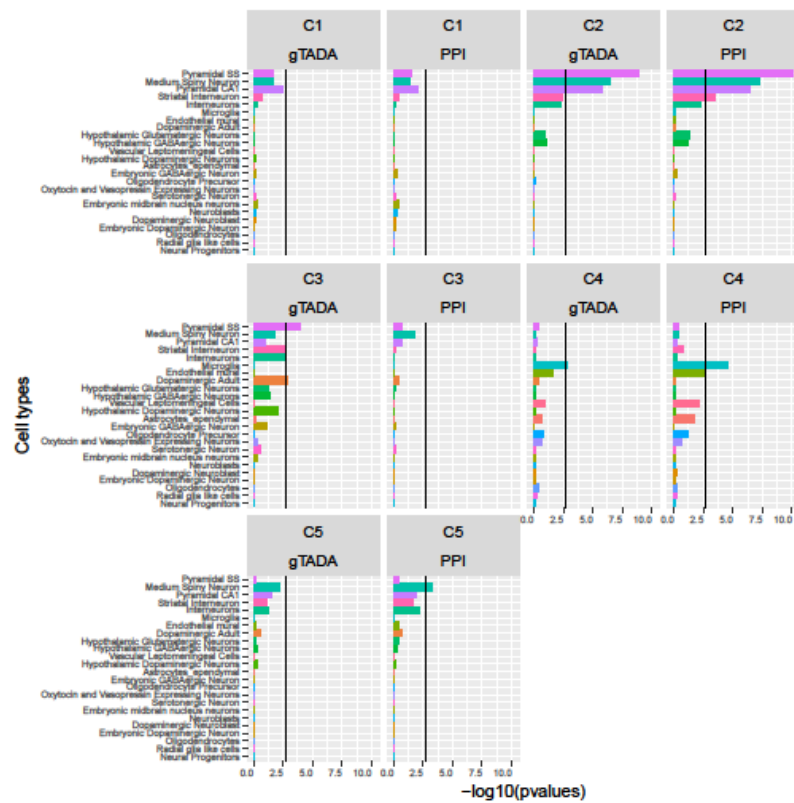 C1 C1 C2 C2
gTADA PPI gTADA PPI
Pyramidal SS
Medium Spiny Neuron
Pyramidal CA1
Striatal Interneuron
Interneurons
Microglia
Endothelial mural
Dopaminergic Adult
Hypothalamic Glutamatergic Neurons
Hypothalamic GABAergic Neurons
Vascular Leptomeningeal Cells
Hypothalamic Dopaminergic Neurons
Astrocytes_ependymal
Embryonic GABAergic Neuron
Oligodendrocyte Precursor
Oxytocin and Vasopressin Expressing Neurons
Serotonergic Neuron
Embryonic midbrain nucleus neurons
Neuroblasts
Dopaminergic Neuroblast
Embryonic Dopaminergic Neuron
Oligodendrocytes
Radial glia like cells
Neural Progenitors
C3 C3 C4 C4
gTADA PPI gTADA PPI
Pyramidal SS
Medium Spiny Neuron
Pyramidal CA1
Striatal Interneuron
Interneurons
Microglia
Endothelial mural
Dopaminergic Adult
Hypothalamic Glutamatergic Neurons
Hypothalamic GABAergic Neurons
Vascular Leptomeningeal Cells
Hypothalamic Dopaminergic Neurons
Astrocytes_ependymal
Embryonic GABAergic Neuron
Oligodendrocyte Precursor
Oxytocin and Vasopressin Expressing Neurons
Serotonergic Neuron
Embryonic midbrain nucleus neurons
Neuroblasts
Dopaminergic Neuroblast
Embryonic Dopaminergic Neuron
Oligodendrocytes
Radial glia like cells
Neural Progenitors
0.0 2.5 5.0 7.5 10.0 0.0 2.5 5.0 7.5 10.0
Cell types
C5 C5
gTADA PPI
Pyramidal SS
Medium Spiny Neuron
Pyramidal CA1
Striatal Interneuron
Interneurons
Microglia
Endothelial mural
Dopaminergic Adult
Hypothalamic Glutamatergic Neurons
Hypothalamic GABAergic Neurons
Vascular Leptomeningeal Cells
Hypothalamic Dopaminergic Neurons
Astrocytes_ependymal
Embryonic GABAergic Neuron
Oligodendrocyte Precursor
Oxytocin and Vasopressin Expressing Neurons
Serotonergic Neuron
Embryonic midbrain nucleus neurons
Neuroblasts
Dopaminergic Neuroblast
Embryonic Dopaminergic Neuron
Oligodendrocytes
Radial glia like cells
Neural Progenitors
0.0 2.5 5.0 7.5 10.0 0.0 2.5 5.0 7.5 10.0
−log10(pvalues)